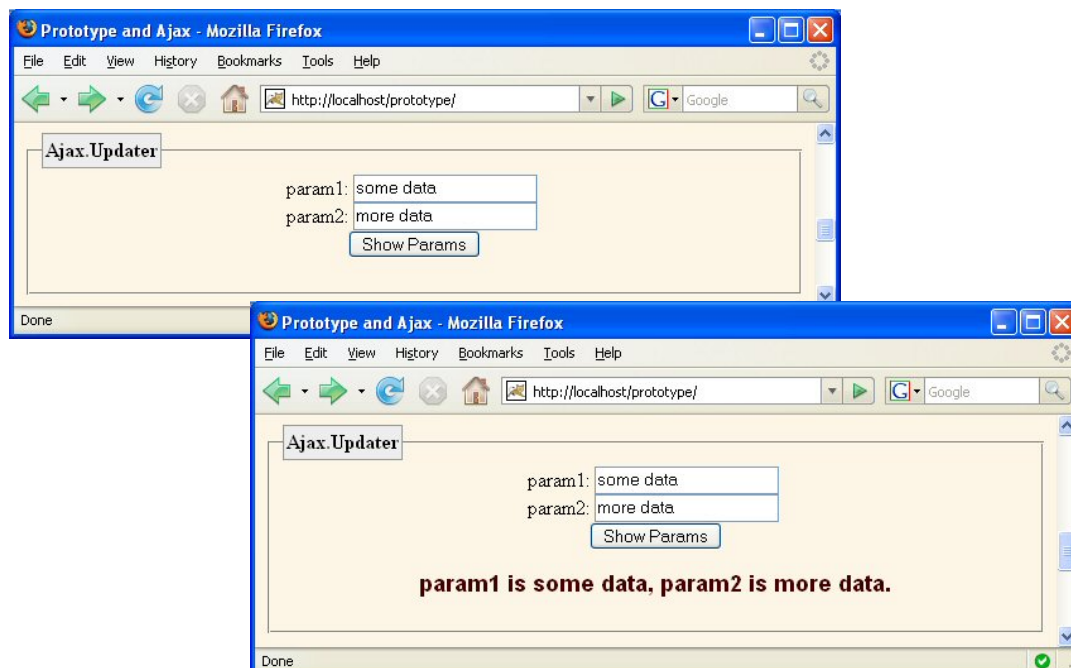 Prototype and Ajax - Mozilla Firefox
File Edit View History Bookmarks Tools Help
http://localhost/prototype/ G Google
Ajax.Updater
param1: some data
param2: more data
Show Params
Done
Prototype and Ajax - Mozilla Firefox
File Edit View History Bookmarks Tools Help
http://localhost/prototype/ G Google
Ajax.Updater
param1: some data
param2: more data
Show Params
param1 is some data, param2 is more data.
Done